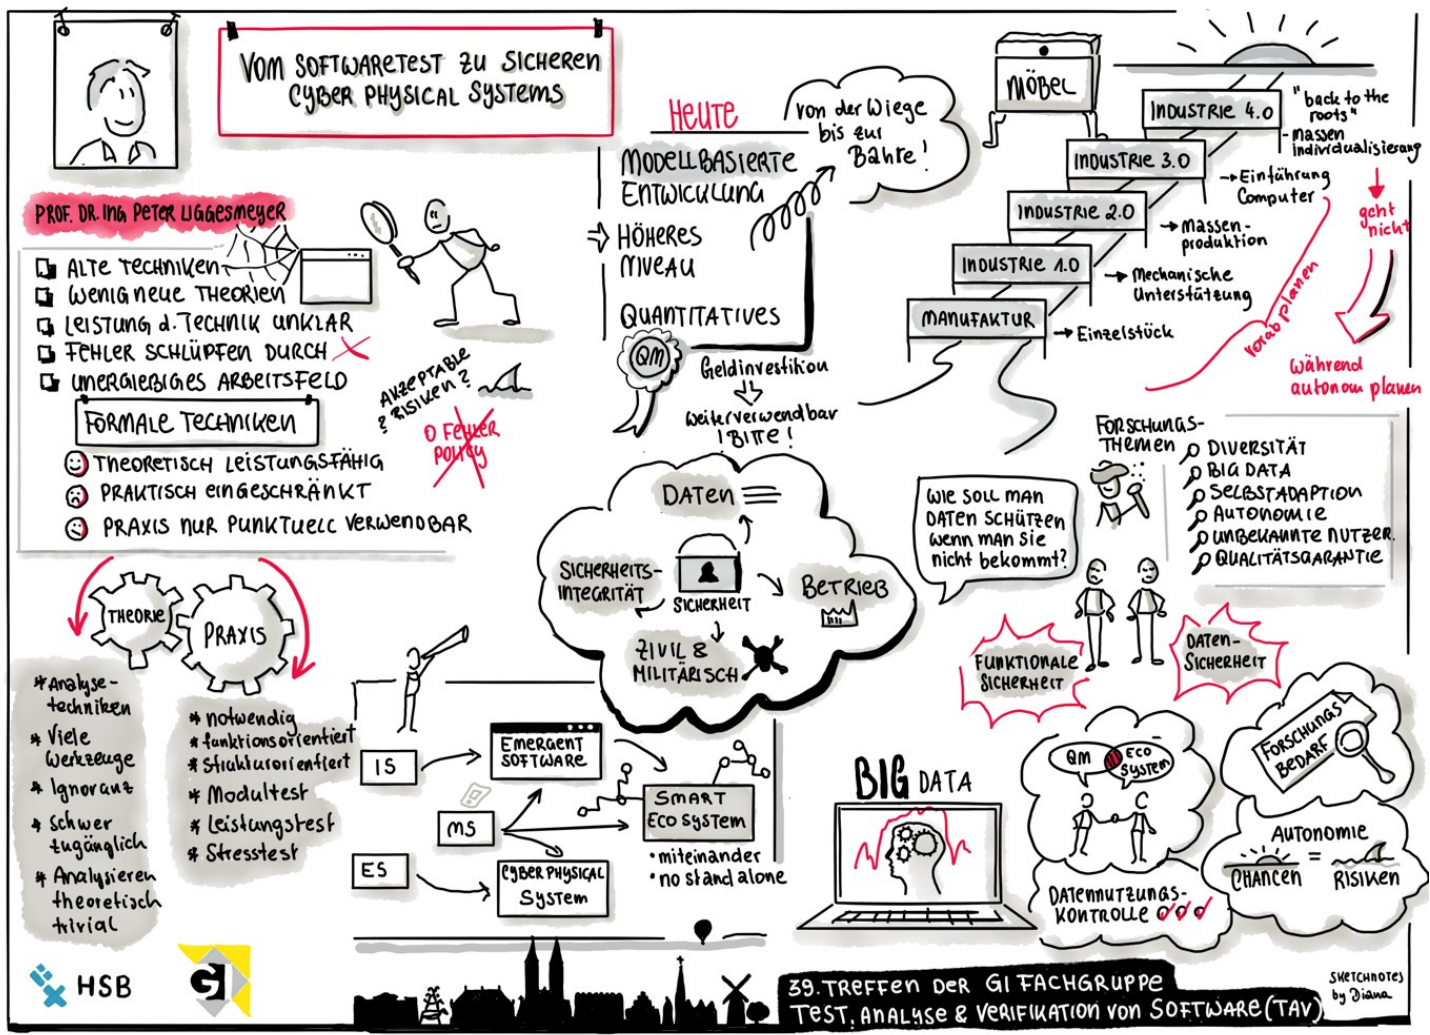 VOM SOFTWARETEST ZU SICHEREN
CYBER PHYSICAL SYSTEMS
PROF. DR. ING PETER LIGGESMEYER
ALTE TECHNIKEN
WENIG NEUE THEORIEN
LEISTUNG d. TECHNIK UNKLAR
FEHLER SCHLÜPFEN DURCH
UNERGIEBIGES ARBEITSFELD
FORMALE TECHNIKEN
THEORETISCH LEISTUNGSFÄHIG
PRAKTISCH EINGESCHRÄNKT
PRAXIS NUR PUNKTUELL VERWENDBAR
AKZEPTABLE
? RISIKEN?
0 FEHLER
POLICY
HEUTE
MODELLBASIERTE
ENTWICKLUNG
⇒ HÖHERES
NIVEAU
QUANTITATIVES
QM
von der Wiege
bis zur
Bahre!
Geldinvestition
weiterverwendbar
! BITTE!
MÖBEL
INDUSTRIE 4.0
INDUSTRIE 3.0
INDUSTRIE 2.0
INDUSTRIE 1.0
MANUFAKTUR
"back to the
roots"
- massen
individualisierung
→ Einführung
Computer
→ Massen-
produktion
→ Mechanische
Unterstützung
→ Einzelstück
vorab planen
geht
nicht
während
autonom planen
FORSCHUNGS-
THEMEN
DIVERSITÄT
BIG DATA
SELBSTADAPTION
AUTONOMIE
UNBEKANNTE NUTZER.
QUALITÄTSGARANTIE
WIE SOLL MAN
DATEN SCHÜTZEN
WENN MAN SIE
nicht bekommt?
FUNKTIONALE
SICHERHEIT
DATEN-
SICHERHEIT
DATEN
SICHERHEITS-
INTEGRITÄT
SICHERHEIT
BETRIEB
ZIVIL &
MILITÄRISCH
THEORIE
PRAXIS
* Analyse-
techniken
* Viele
Werkzeuge
* Ignoranz
* schwer
zugänglich
* Analysieren
theoretisch
trivial
* notwendig
* funktionsorientiert
* strukturorientiert
* Modultest
* Leistungstest
* Stresstest
IS
MS
ES
EMERGENT
SOFTWARE
SMART
ECO SYSTEM
CYBER PHYSICAL
SYSTEM
• miteinander
• no stand alone
BIG DATA
QM
ECO
SYSTEM
DATENNUTZUNGS-
KONTROLLE
FORSCHUNGS
BEDARF
AUTONOMIE
CHANCEN = RISIKEN
HSB
GI
39. TREFFEN DER GI FACHGRUPPE
TEST, ANALYSE & VERIFIKATION VON SOFTWARE (TAV)
SKETCHNOTES
by Diana